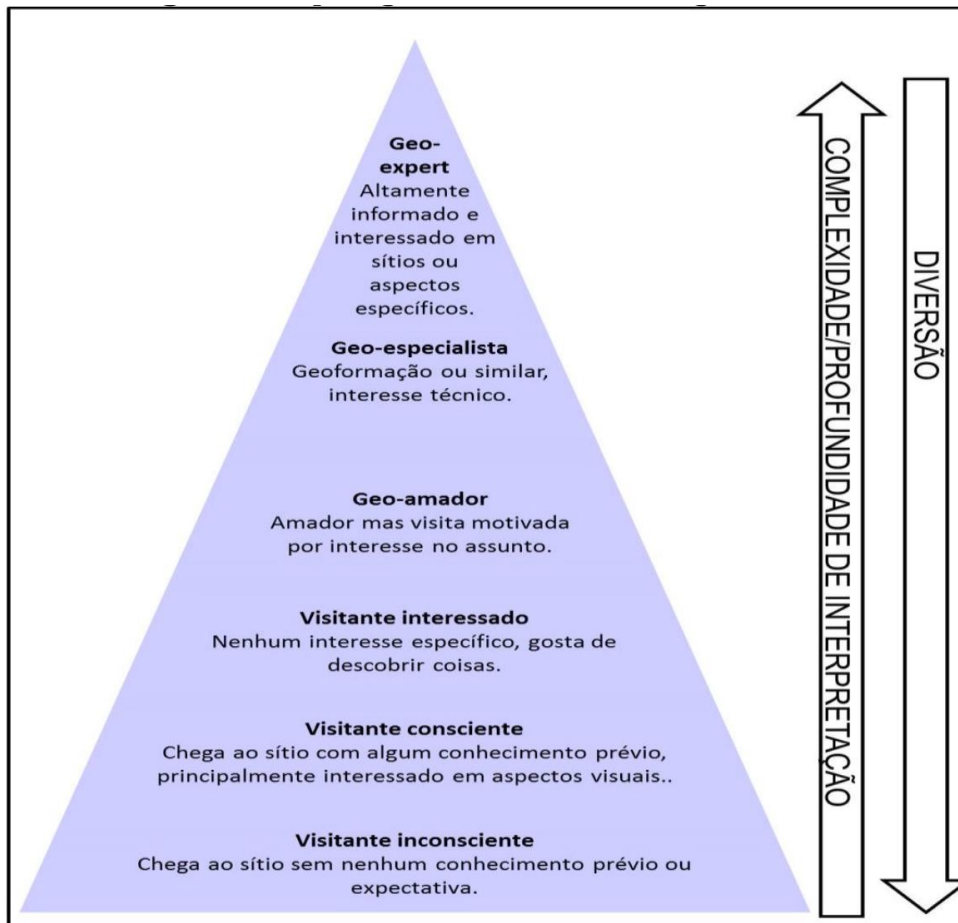 Geo-
expert
Altamente
informado e
interessado em
sítios ou
aspectos
específicos.
Geo-especialista
Geoformação ou similar,
interesse técnico.
Geo-amador
Amador mas visita motivada
por interesse no assunto.
Visitante interessado
Nenhum interesse específico, gosta de
descobrir coisas.
Visitante consciente
Chega ao sítio com algum conhecimento prévio,
principalmente interessado em aspectos visuais..
Visitante inconsciente
Chega ao sítio sem nenhum conhecimento prévio ou
expectativa.
COMPLEXIDADE/PROFUNDIDADE DE INTERPRETAÇÃO
DIVERSÃO